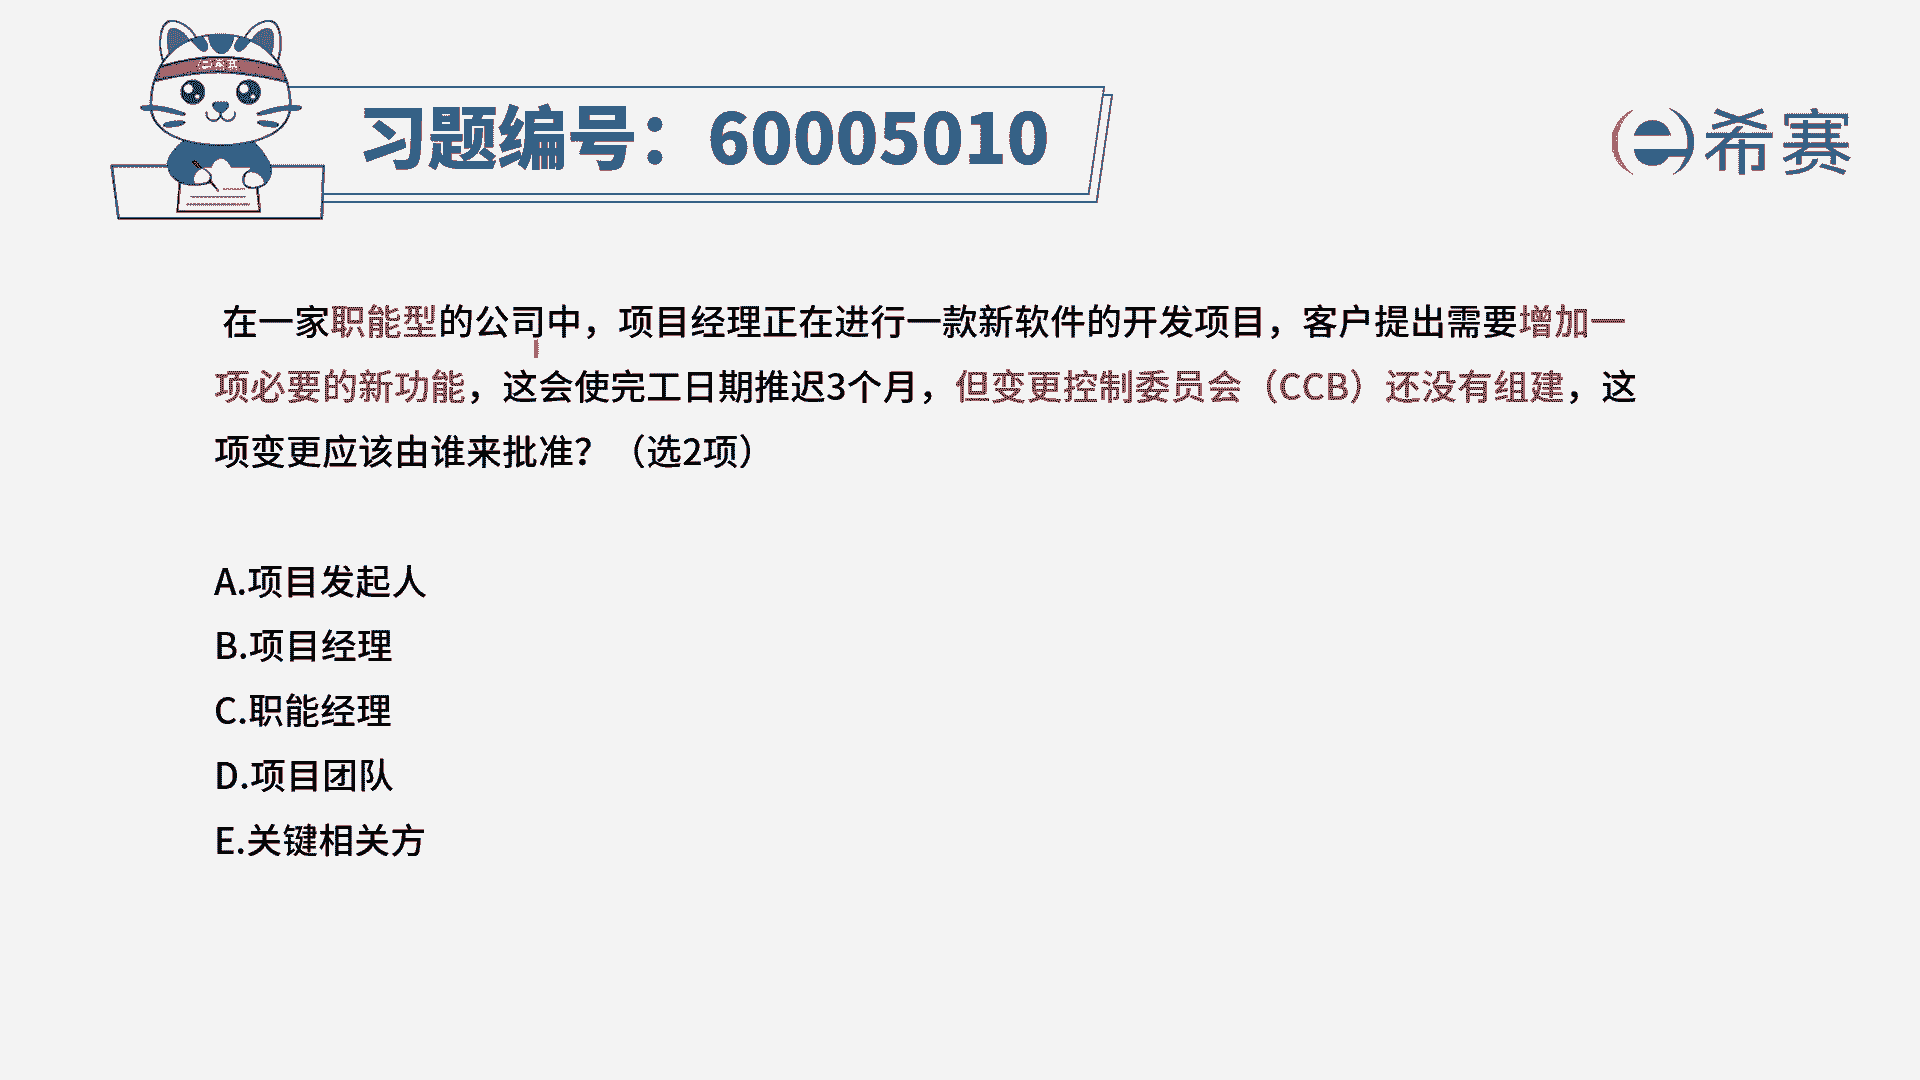 习题编号：60005010
希赛
在一家职能型的公司中，项目经理正在进行一款新软件的开发项目，客户提出需要增加一
项必要的新功能，这会使完工日期推迟3个月，但变更控制委员会（CCB）还没有组建，这
项变更应该由谁来批准？（选2项）
A.项目发起人
B.项目经理
C.职能经理
D.项目团队
E.关键相关方